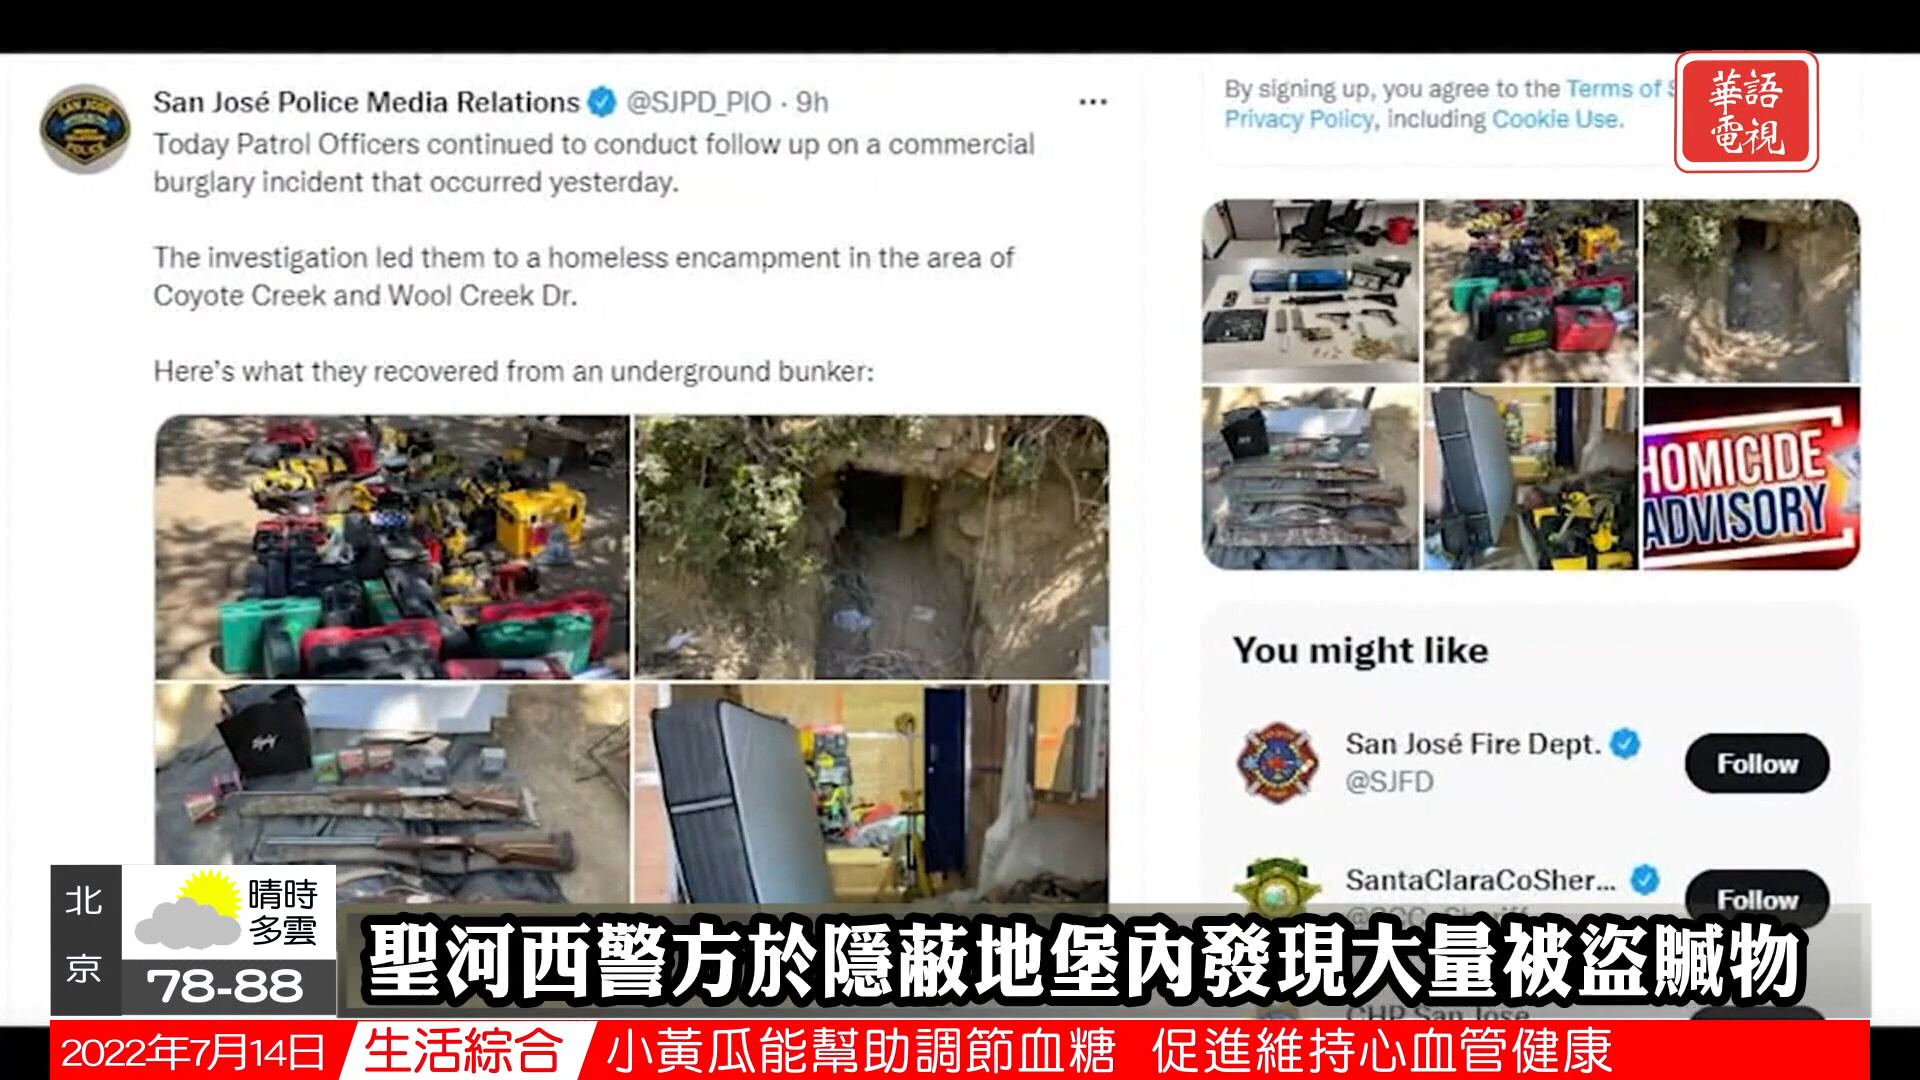 San José Police Media Relations @SJPD_PIO · 9h
Today Patrol Officers continued to conduct follow up on a commercial
burglary incident that occurred yesterday.
The investigation led them to a homeless encampment in the area of
Coyote Creek and Wool Creek Dr.
Here's what they recovered from an underground bunker:
By signing up, you agree to the Terms of
Privacy Policy, including Cookie Use.
華語
電視
HOMICIDE
ADVISORY
You might like
San José Fire Dept.
@SJFD
Follow
SantaClaraCoSher...
Follow
CHP San Jose
北京
晴時
多雲
78-88
聖河西警方於隱蔽地堡內發現大量被盜贓物
2022年7月14日
生活綜合
小黃瓜能幫助調節血糖 促進維持心血管健康